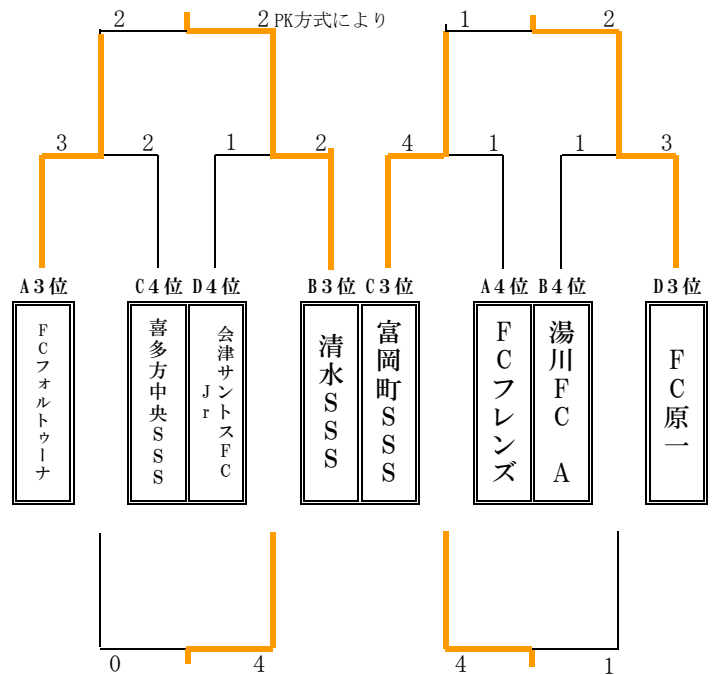 2
2 PK方式により
1
2
3
2
1
2
4
1
1
3
A3位
C4位
D4位
B3位
C3位
A4位
B4位
D3位
FCフォルトゥーナ
喜多方中央SSS
会津サントスFC
Jr
清水SSS
富岡町SSS
FCフレンズ
湯川FC A
FC原一
0
4
4
1